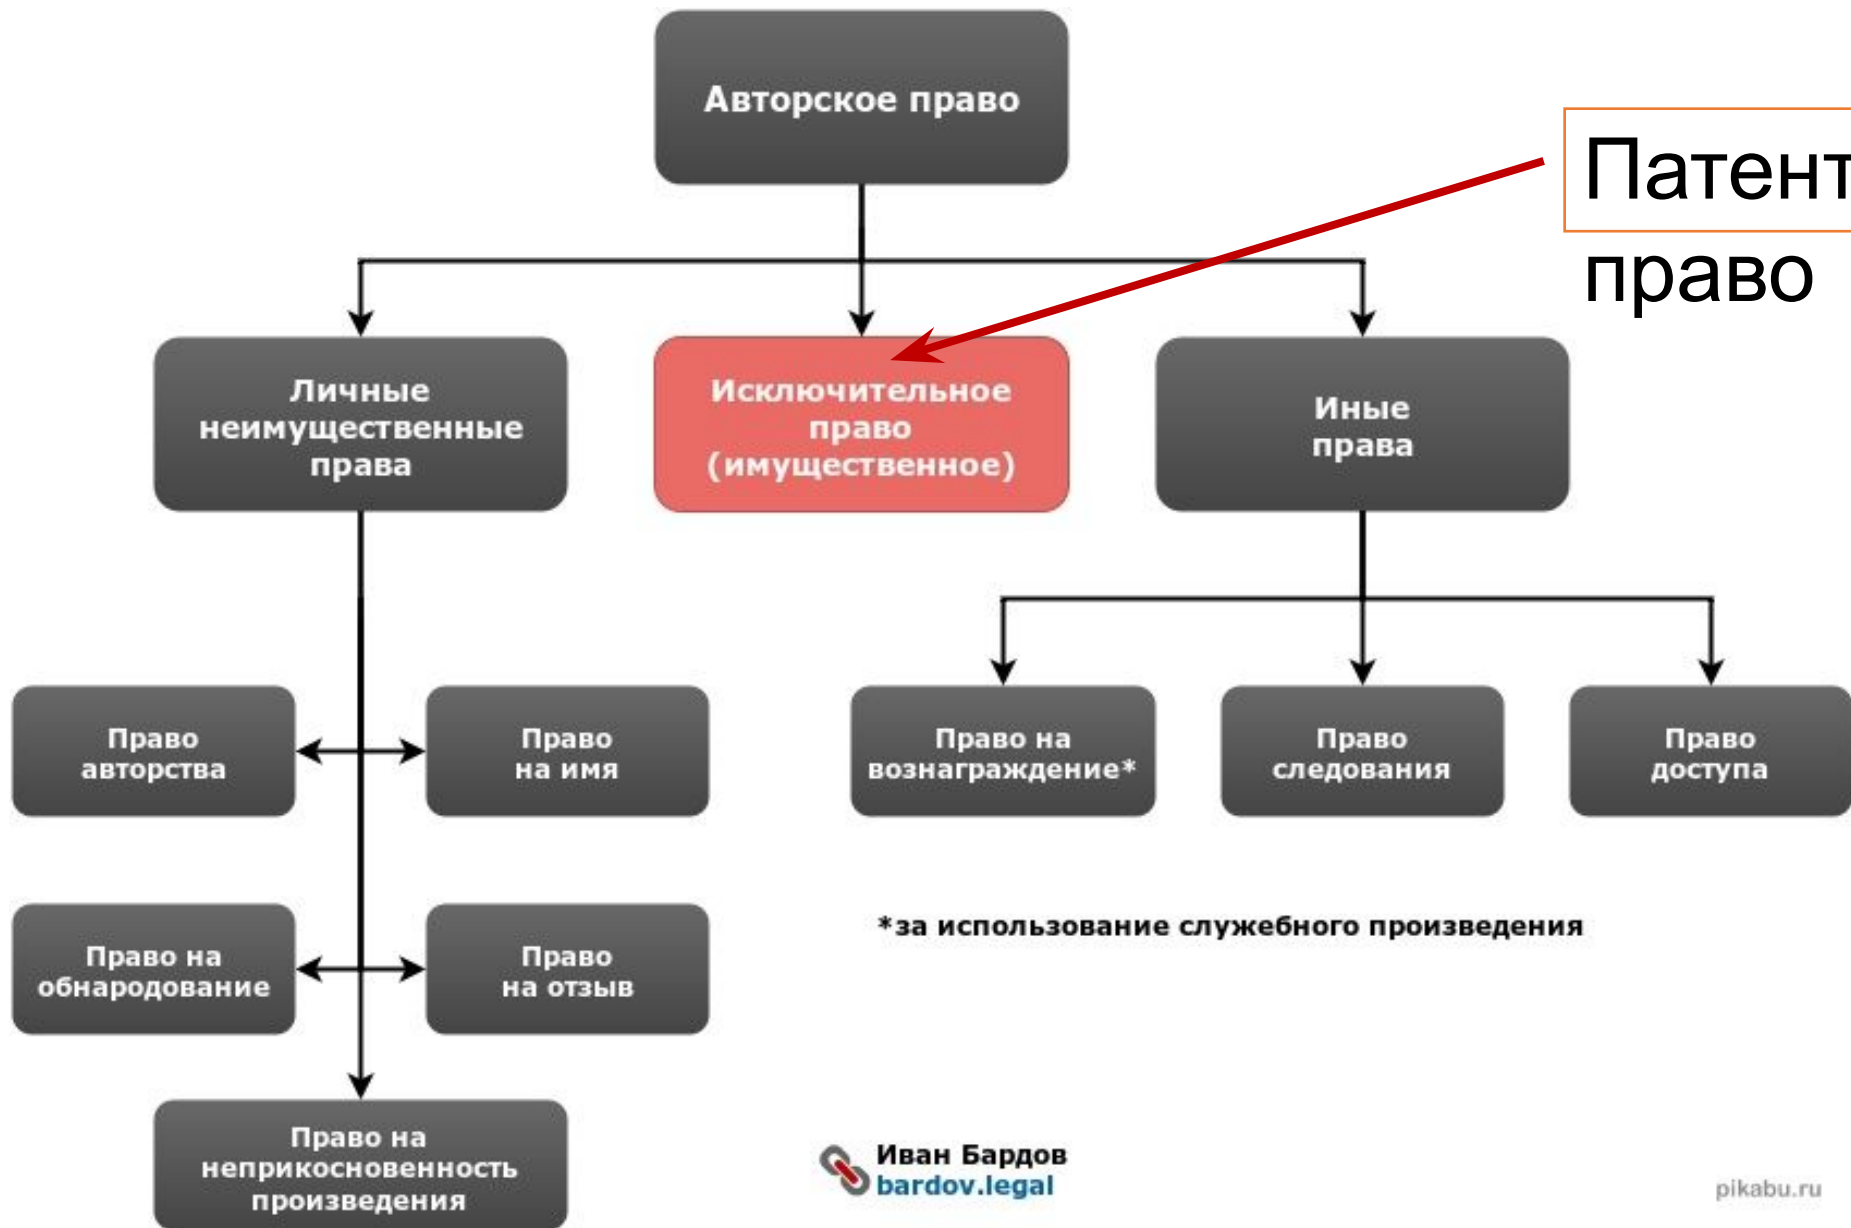 Авторское право
Патент
право
Личные
неимущественные
права
Исключительное
право
(имущественное)
Иные
права
Право
авторства
Право
на имя
Право на
вознаграждение*
Право
следования
Право
доступа
Право на
обнародование
Право
на отзыв
*за использование служебного произведения
Право на
неприкосновенность
произведения
Иван Бардов
bardov.legal
pikabu.ru